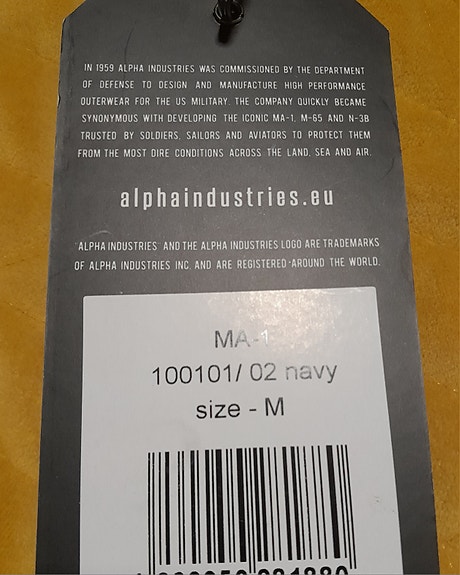 IN 1959 ALPHA INDUSTRIES WAS COMMISSIONED BY THE DEPARTMENT
OF DEFENSE TO DESIGN AND MANUFACTURE HIGH PERFORMANCE
OUTERWEAR FOR THE US MILITARY. THE COMPANY QUICKLY BECAME
SYNONYMOUS WITH DEVELOPING THE ICONIC MA-1, M-65 AND N-3B
TRUSTED BY SOLDIERS, SAILORS AND AVIATORS TO PROTECT THEM
FROM THE MOST DIRE CONDITIONS ACROSS THE LAND, SEA AND AIR.
alphaindustries.eu
ALPHA INDUSTRIES AND THE ALPHA INDUSTRIES LOGO ARE TRADEMARKS
OF ALPHA INDUSTRIES INC. AND ARE REGISTERED AROUND THE WORLD.
MA-1
100101/ 02 navy
size - M